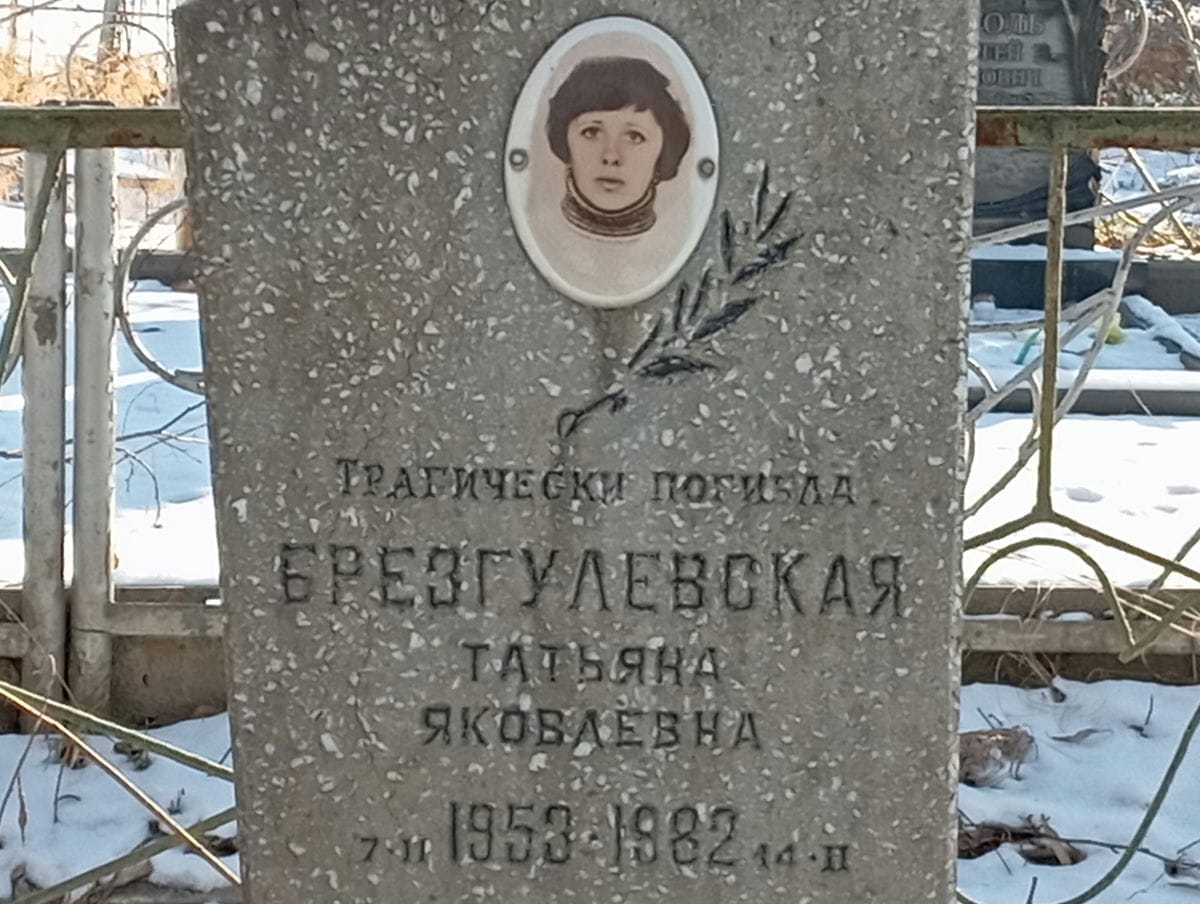 ТРАГИЧЕСКИ ПОГИБЛА
БРЕЗГУЛЕВСКАЯ
ТАТЬЯНА
ЯКОВЛЕВНА
7·II 1953·1982 14·II